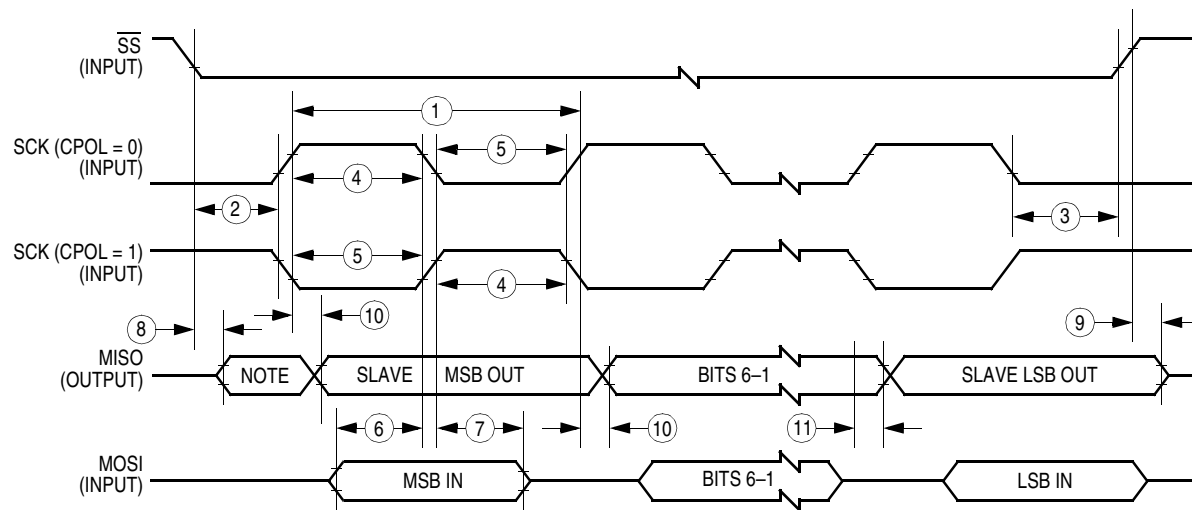 SS
(INPUT)
1
SCK (CPOL = 0)
(INPUT)
5
4
2
3
SCK (CPOL = 1)
(INPUT)
5
4
10
8
9
MISO
(OUTPUT)
NOTE
SLAVE
MSB OUT
BITS 6–1
SLAVE LSB OUT
6
7
10
11
MOSI
(INPUT)
MSB IN
BITS 6–1
LSB IN